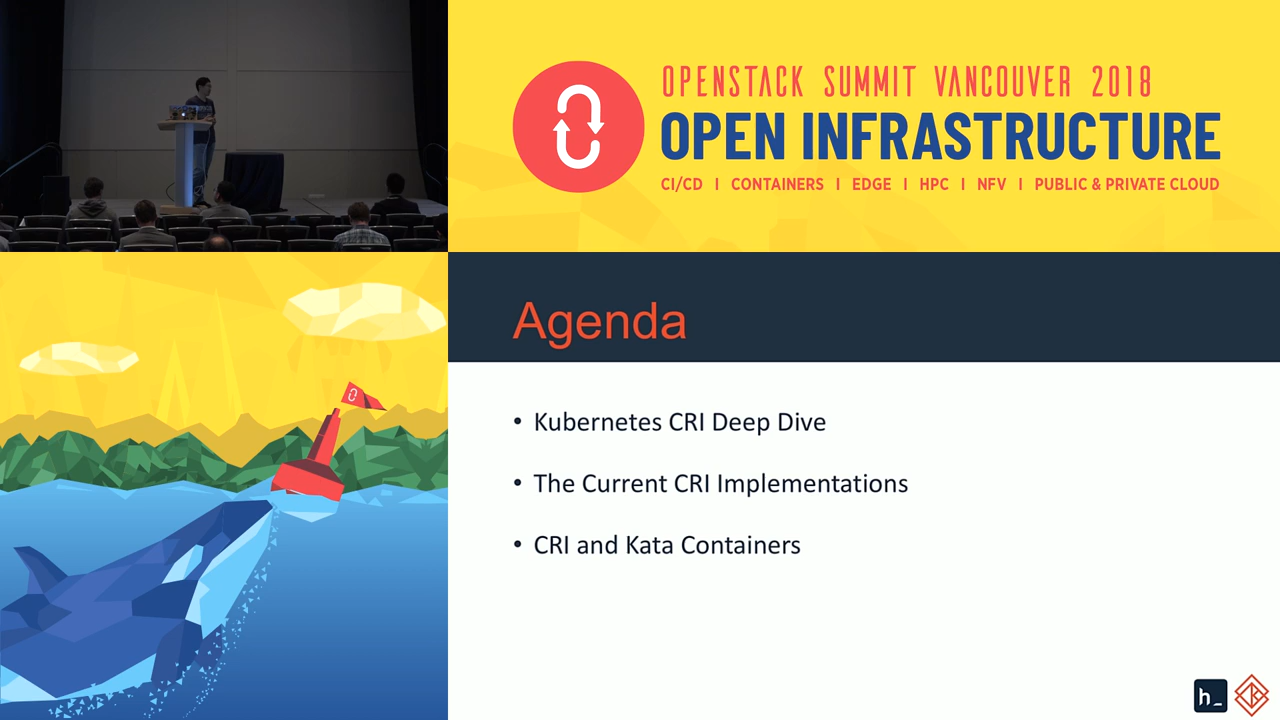 OPENSTACK SUMMIT VANCOUVER 2018
OPEN INFRASTRUCTURE
CI/CD | CONTAINERS | EDGE | HPC | NFV | PUBLIC & PRIVATE CLOUD
Agenda
• Kubernetes CRI Deep Dive
• The Current CRI Implementations
• CRI and Kata Containers
h_